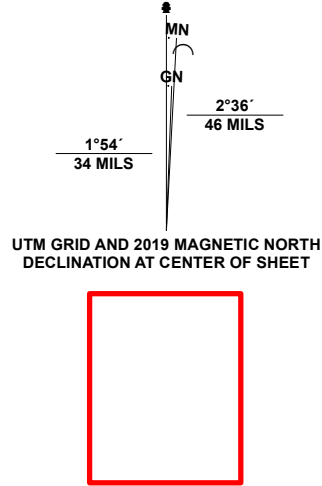 MN
GN
2°36´
46 MILS
1°54´
34 MILS
UTM GRID AND 2019 MAGNETIC NORTH
DECLINATION AT CENTER OF SHEET